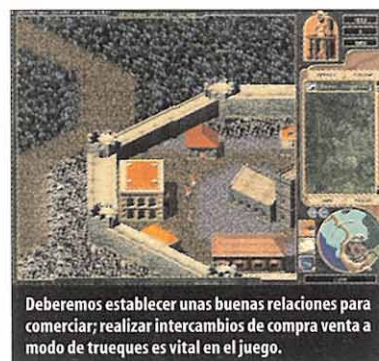 Deberemos establecer unas buenas relaciones para
comerciar; realizar intercambios de compra venta a
modo de trueques es vital en el juego.